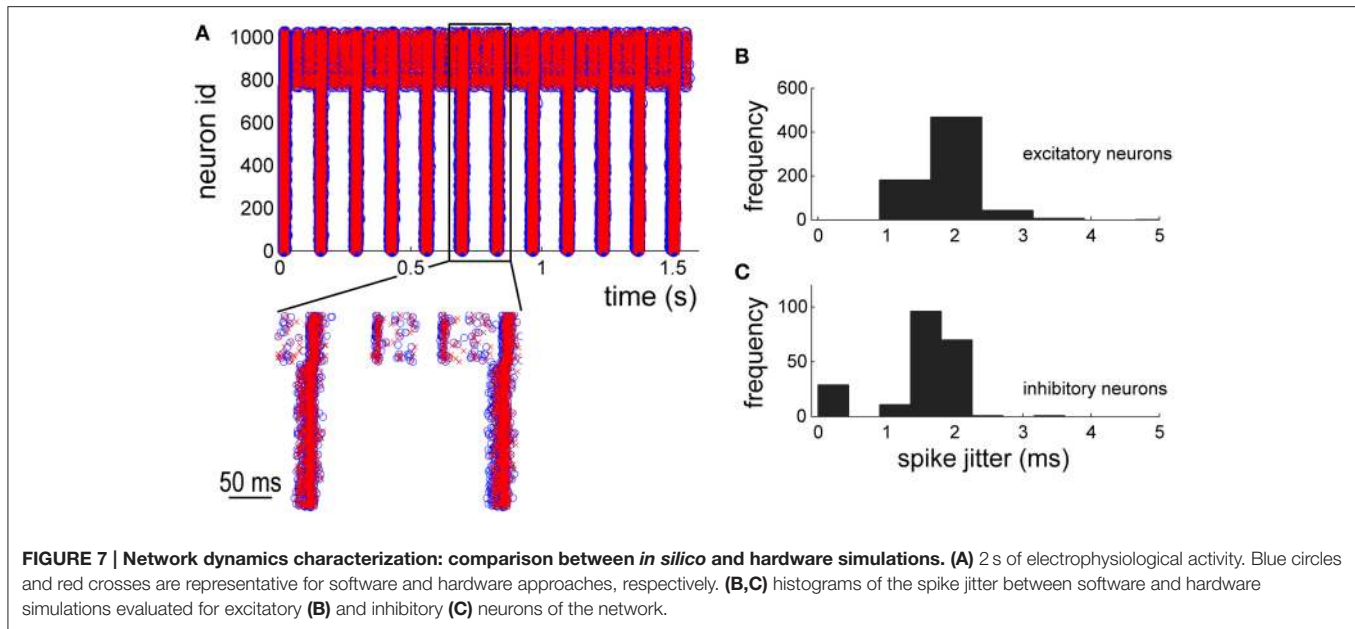 A
1000
800
600
400
200
0
neuron id
0
0.5
1
1.5
time (s)
50 ms
B
600
400
200
0
frequency
excitatory neurons
0 1 2 3 4 5
C
100
50
0
frequency
inhibitory neurons
0 1 2 3 4 5
spike jitter (ms)
FIGURE 7 | Network dynamics characterization: comparison between in silico and hardware simulations. (A) 2 s of electrophysiological activity. Blue circles
and red crosses are representative for software and hardware approaches, respectively. (B,C) histograms of the spike jitter between software and hardware
simulations evaluated for excitatory (B) and inhibitory (C) neurons of the network.